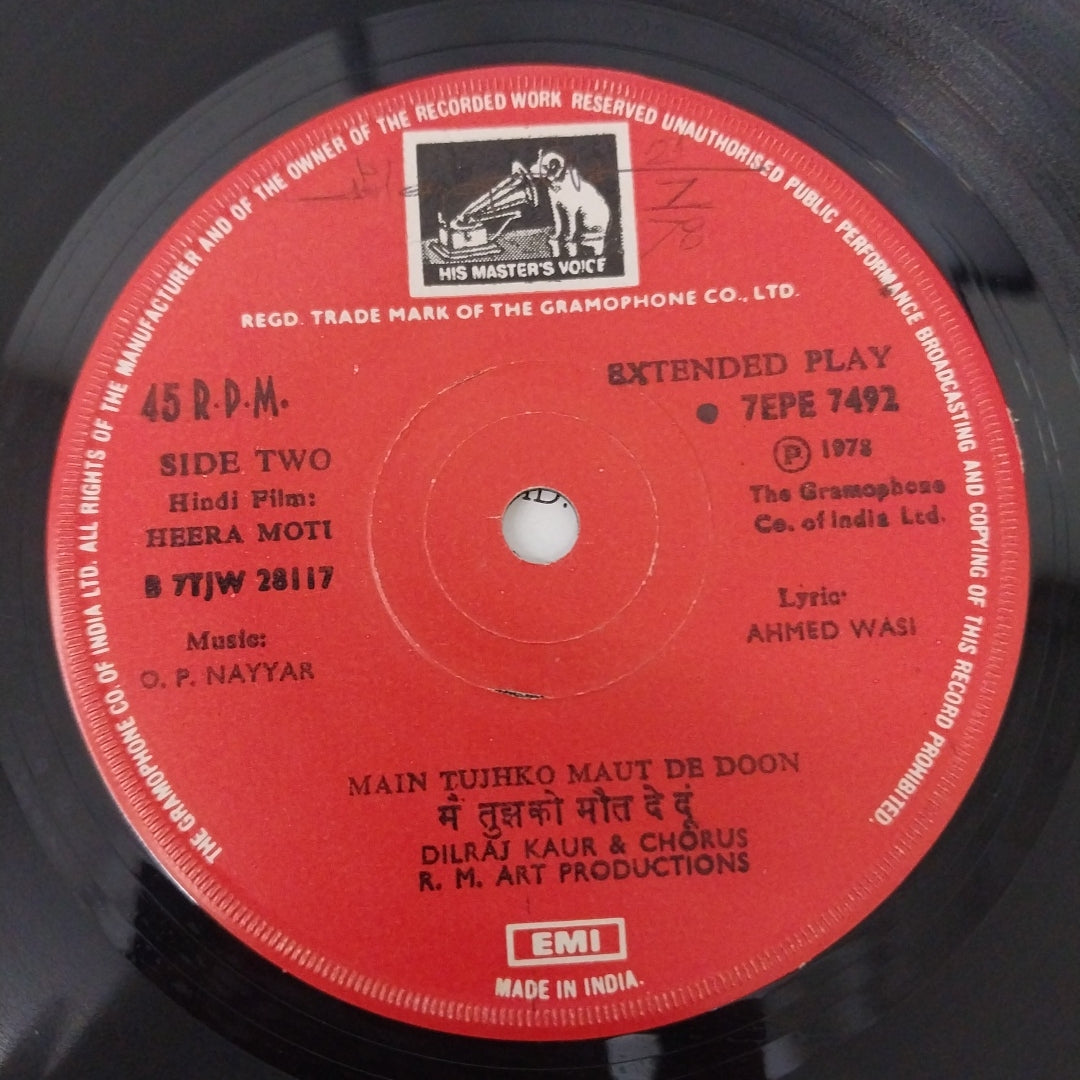 THE GRAMOPHONE CO. OF INDIA LTD. ALL RIGHTS OF THE MANUFACTURER AND OF THE OWNER OF THE RECORDED WORK RESERVED UNAUTHORISED PUBLIC PERFORMANCE BROADCASTING AND COPYING OF THIS RECORD PROHIBITED.
HIS MASTER'S VOICE
REGD. TRADE MARK OF THE GRAMOPHONE CO., LTD.
45 R.P.M.
SIDE TWO
Hindi Film:
HEERA MOTI
B 7TJW 28117
Music:
O. P. NAYYAR
EXTENDED PLAY
● 7EPE 7492
Ⓟ 1978
The Gramophone
Co. of India Ltd.
Lyric:
AHMED WASI
MAIN TUJHKO MAUT DE DOON
मैं तुझको मौत दे दूं
DILRAJ KAUR & CHORUS
R. M. ART PRODUCTIONS
EMI
MADE IN INDIA.